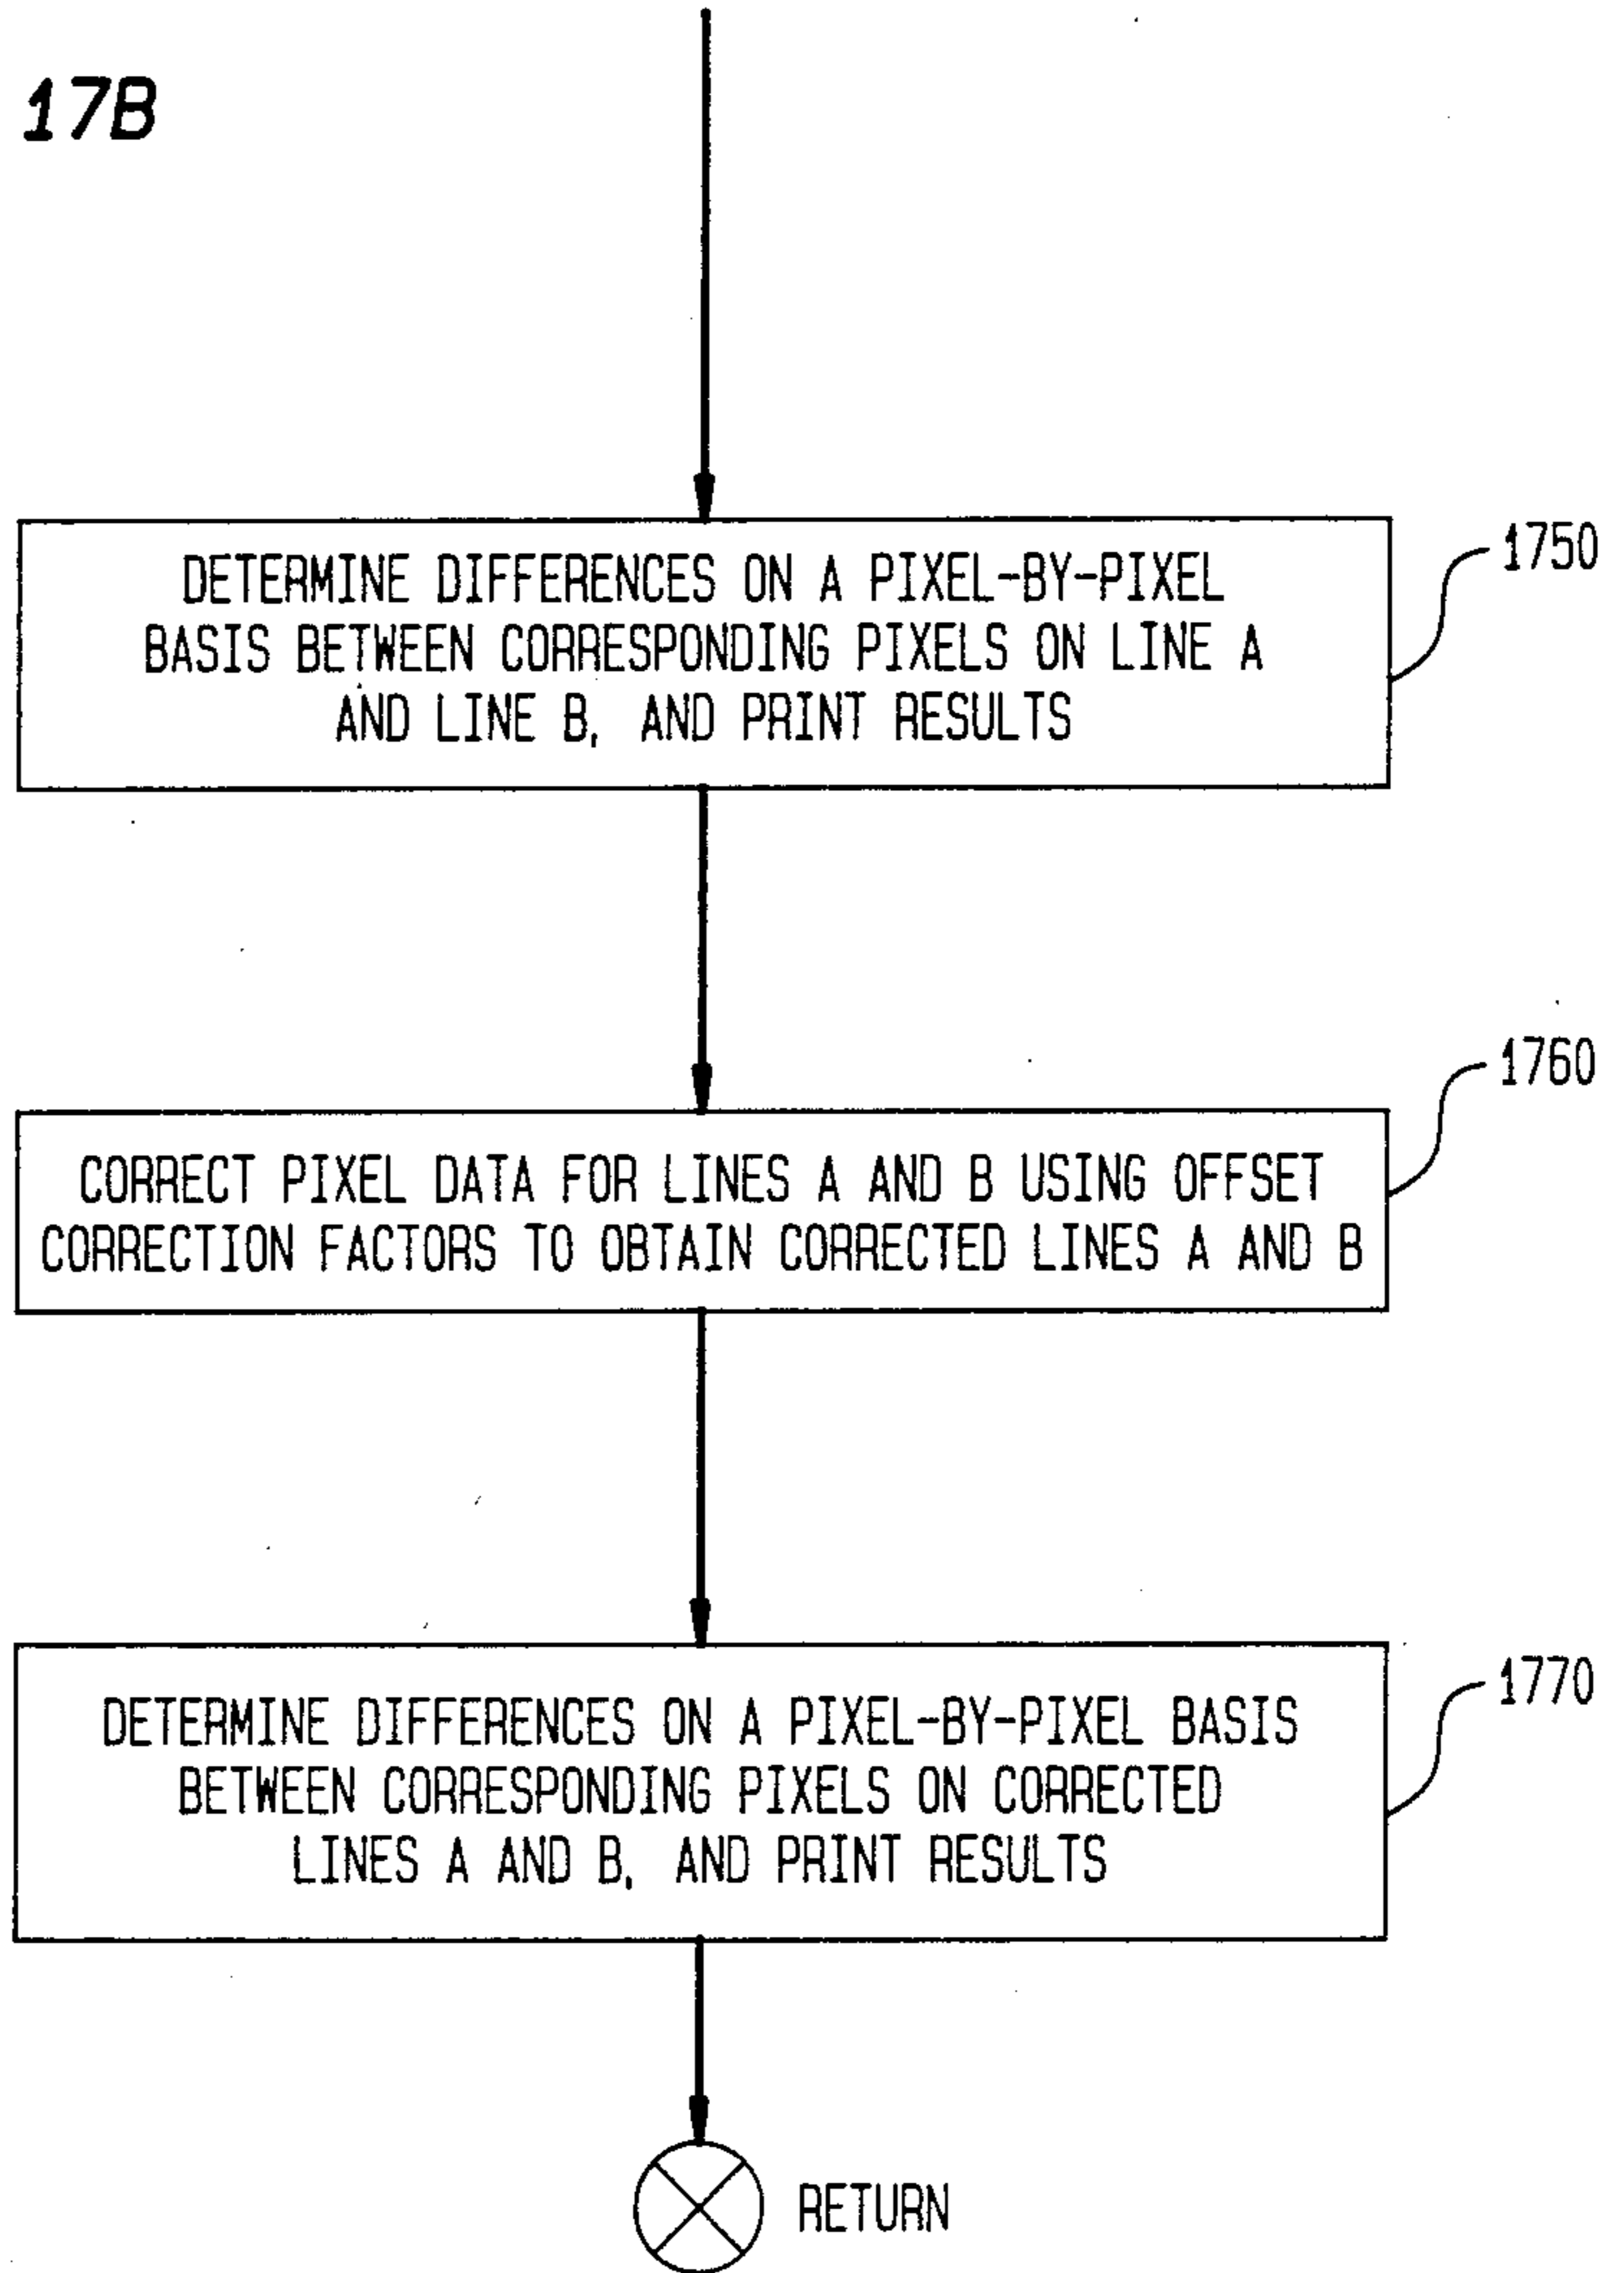 17B
DETERMINE DIFFERENCES ON A PIXEL-BY-PIXEL
BASIS BETWEEN CORRESPONDING PIXELS ON LINE A
AND LINE B, AND PRINT RESULTS
1750
CORRECT PIXEL DATA FOR LINES A AND B USING OFFSET
CORRECTION FACTORS TO OBTAIN CORRECTED LINES A AND B
1760
DETERMINE DIFFERENCES ON A PIXEL-BY-PIXEL BASIS
BETWEEN CORRESPONDING PIXELS ON CORRECTED
LINES A AND B, AND PRINT RESULTS
1770
RETURN